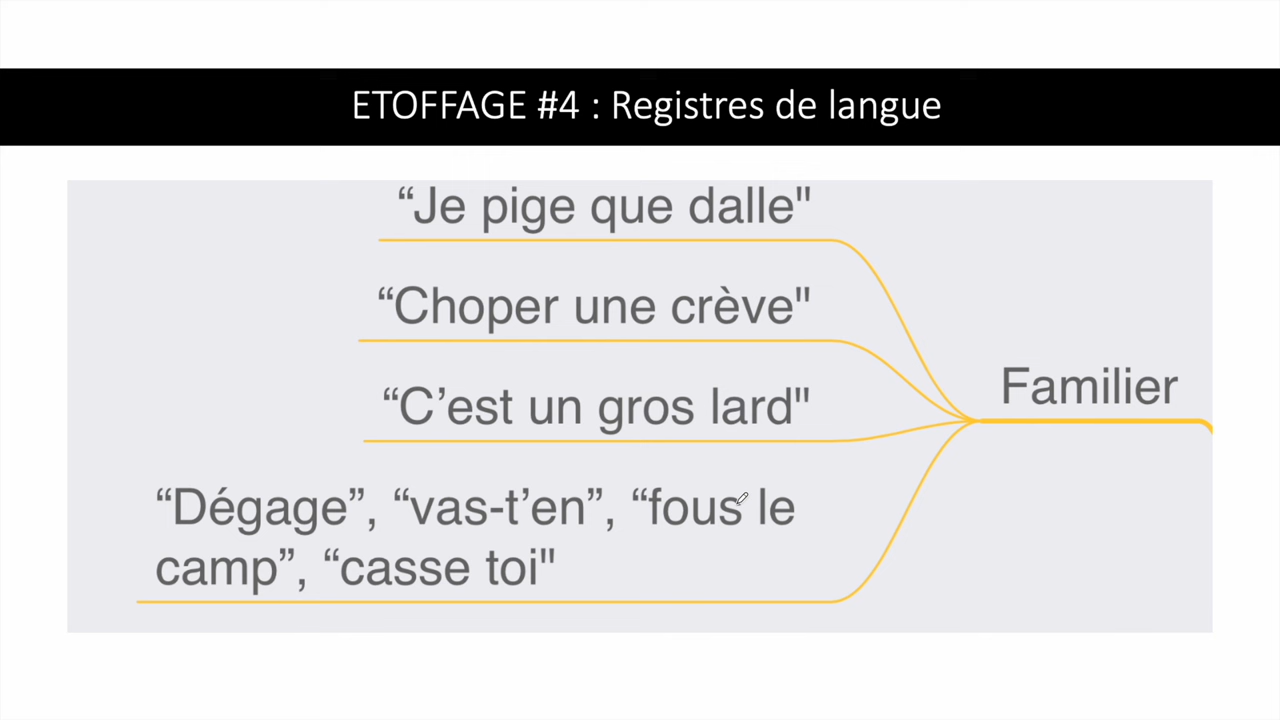 ETOFFAGE #4 : Registres de langue
“Je pige que dalle"
“Choper une crève"
“C’est un gros lard"
Familier
“Dégage”, “vas-t’en”, “fous le
camp”, “casse toi"